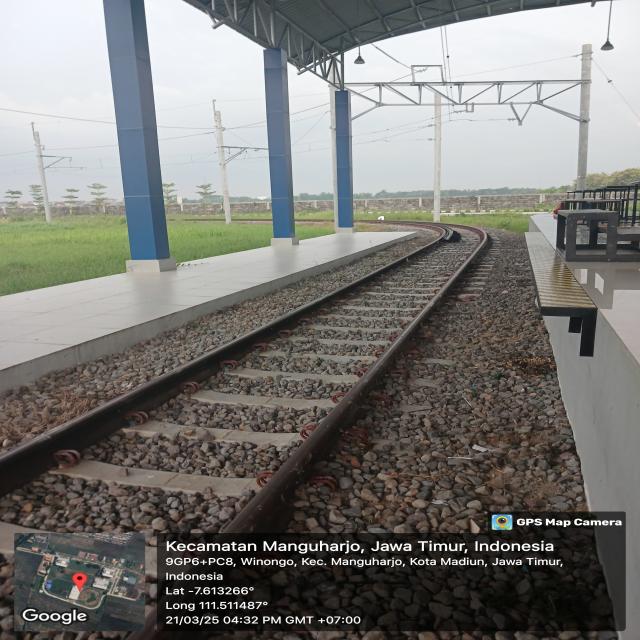 GPS Map Camera
Kecamatan Manguharjo, Jawa Timur, Indonesia
9GP6+PC8, Winongo, Kec. Manguharjo, Kota Madiun, Jawa Timur,
Indonesia
Lat -7.613266°
Long 111.511487°
21/03/25 04:32 PM GMT +07:00
Google